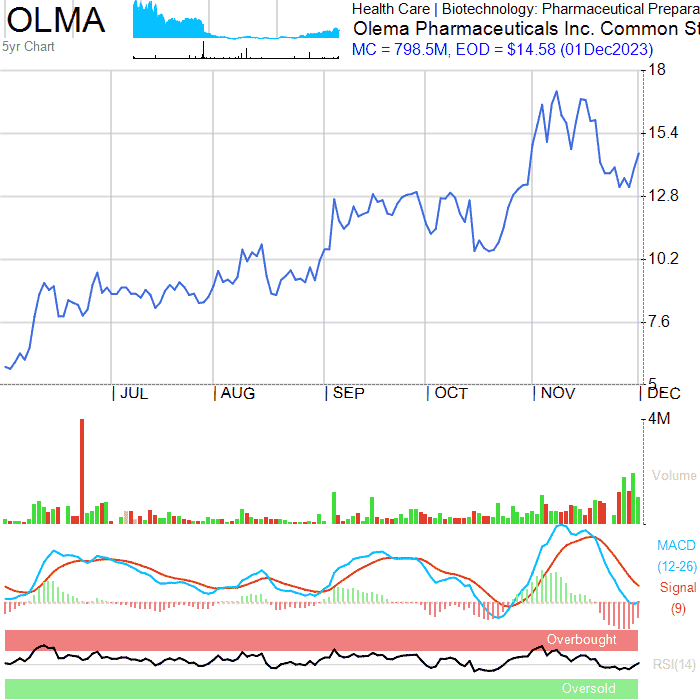 OLMA
5yr Chart
Health Care | Biotechnology: Pharmaceutical Prepara
Olema Pharmaceuticals Inc. Common St
MC = 798.5M, EOD = $14.58 (01Dec2023)
18
15.4
12.8
10.2
7.6
5
JUL
AUG
SEP
OCT
NOV
DEC
4M
Volume
MACD
(12-26)
Signal
(9)
Overbought
RSI(14)
Oversold